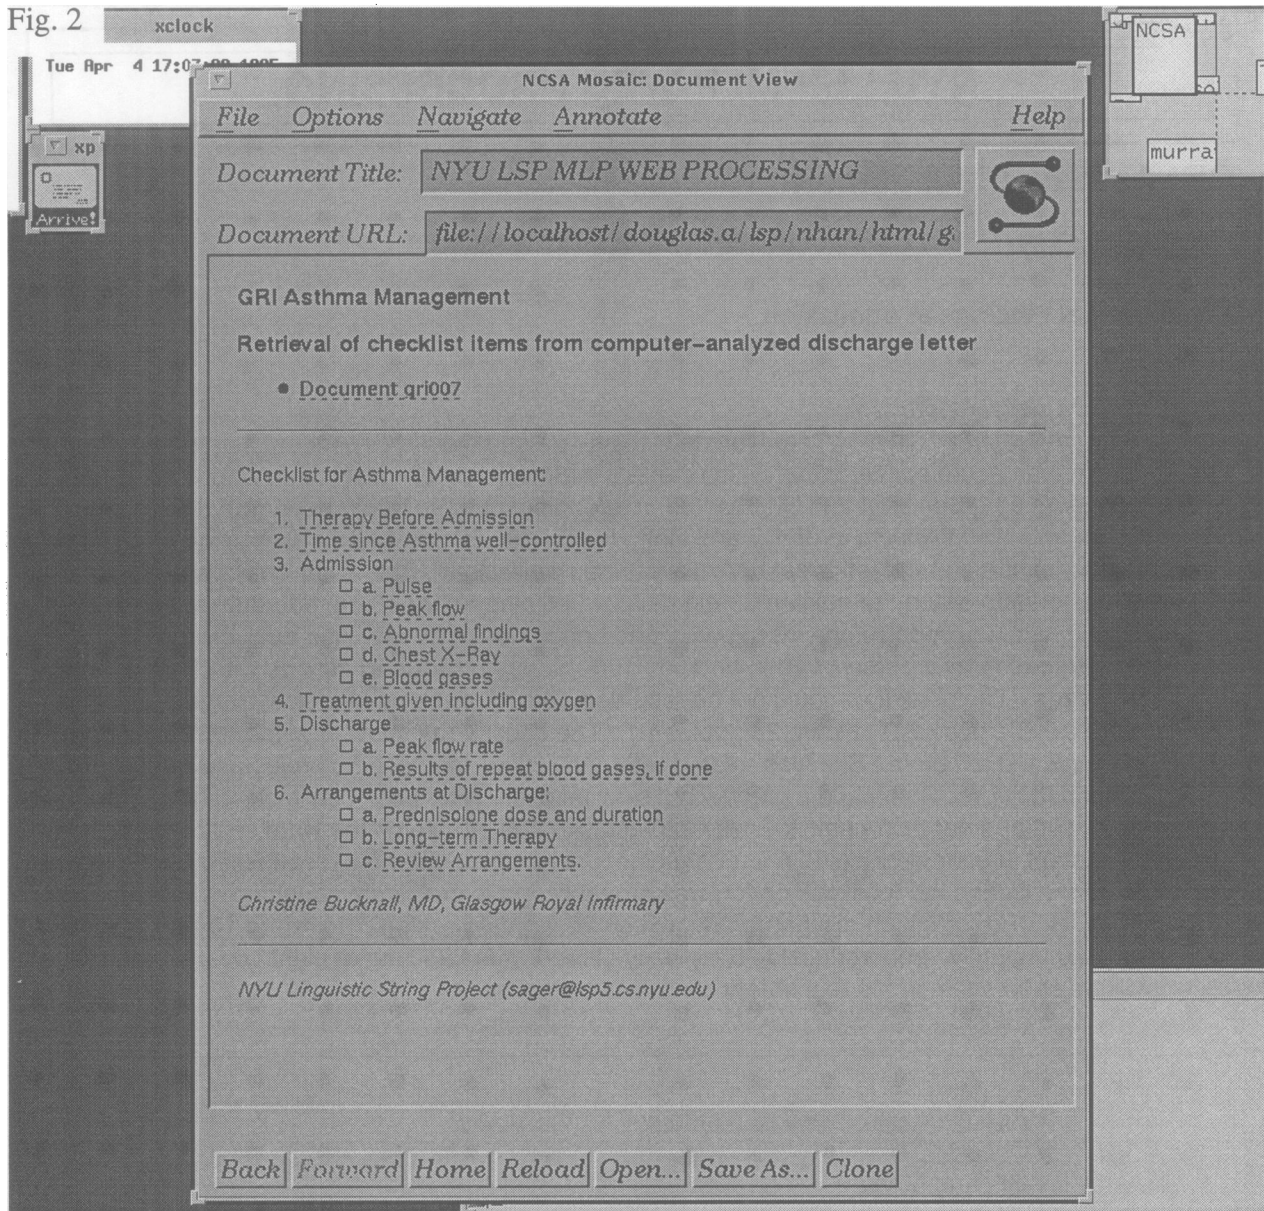 Fig. 2
xclock
Tue Apr 4 17:07
NCSA
murra
xp
Arrive!
NCSA Mosaic: Document View
File Options Navigate Annotate Help
Document Title: NYU LSP MLP WEB PROCESSING
Document URL: file://localhost/douglas.a/lsp/nhan/html/g
GRI Asthma Management
Retrieval of checklist items from computer-analyzed discharge letter
• Document gri007
Checklist for Asthma Management:
1. Therapy Before Admission
2. Time since Asthma well-controlled
3. Admission
a. Pulse
b. Peak flow
c. Abnormal findings
d. Chest X-Ray
e. Blood gases
4. Treatment given including oxygen
5. Discharge
a. Peak flow rate
b. Results of repeat blood gases, if done
6. Arrangements at Discharge:
a. Prednisolone dose and duration
b. Long-term Therapy
c. Review Arrangements.
Christine Bucknall, MD, Glasgow Royal Infirmary
NYU Linguistic String Project (sager@lsp5.cs.nyu.edu)
Back Forward Home Reload Open... Save As... Clone